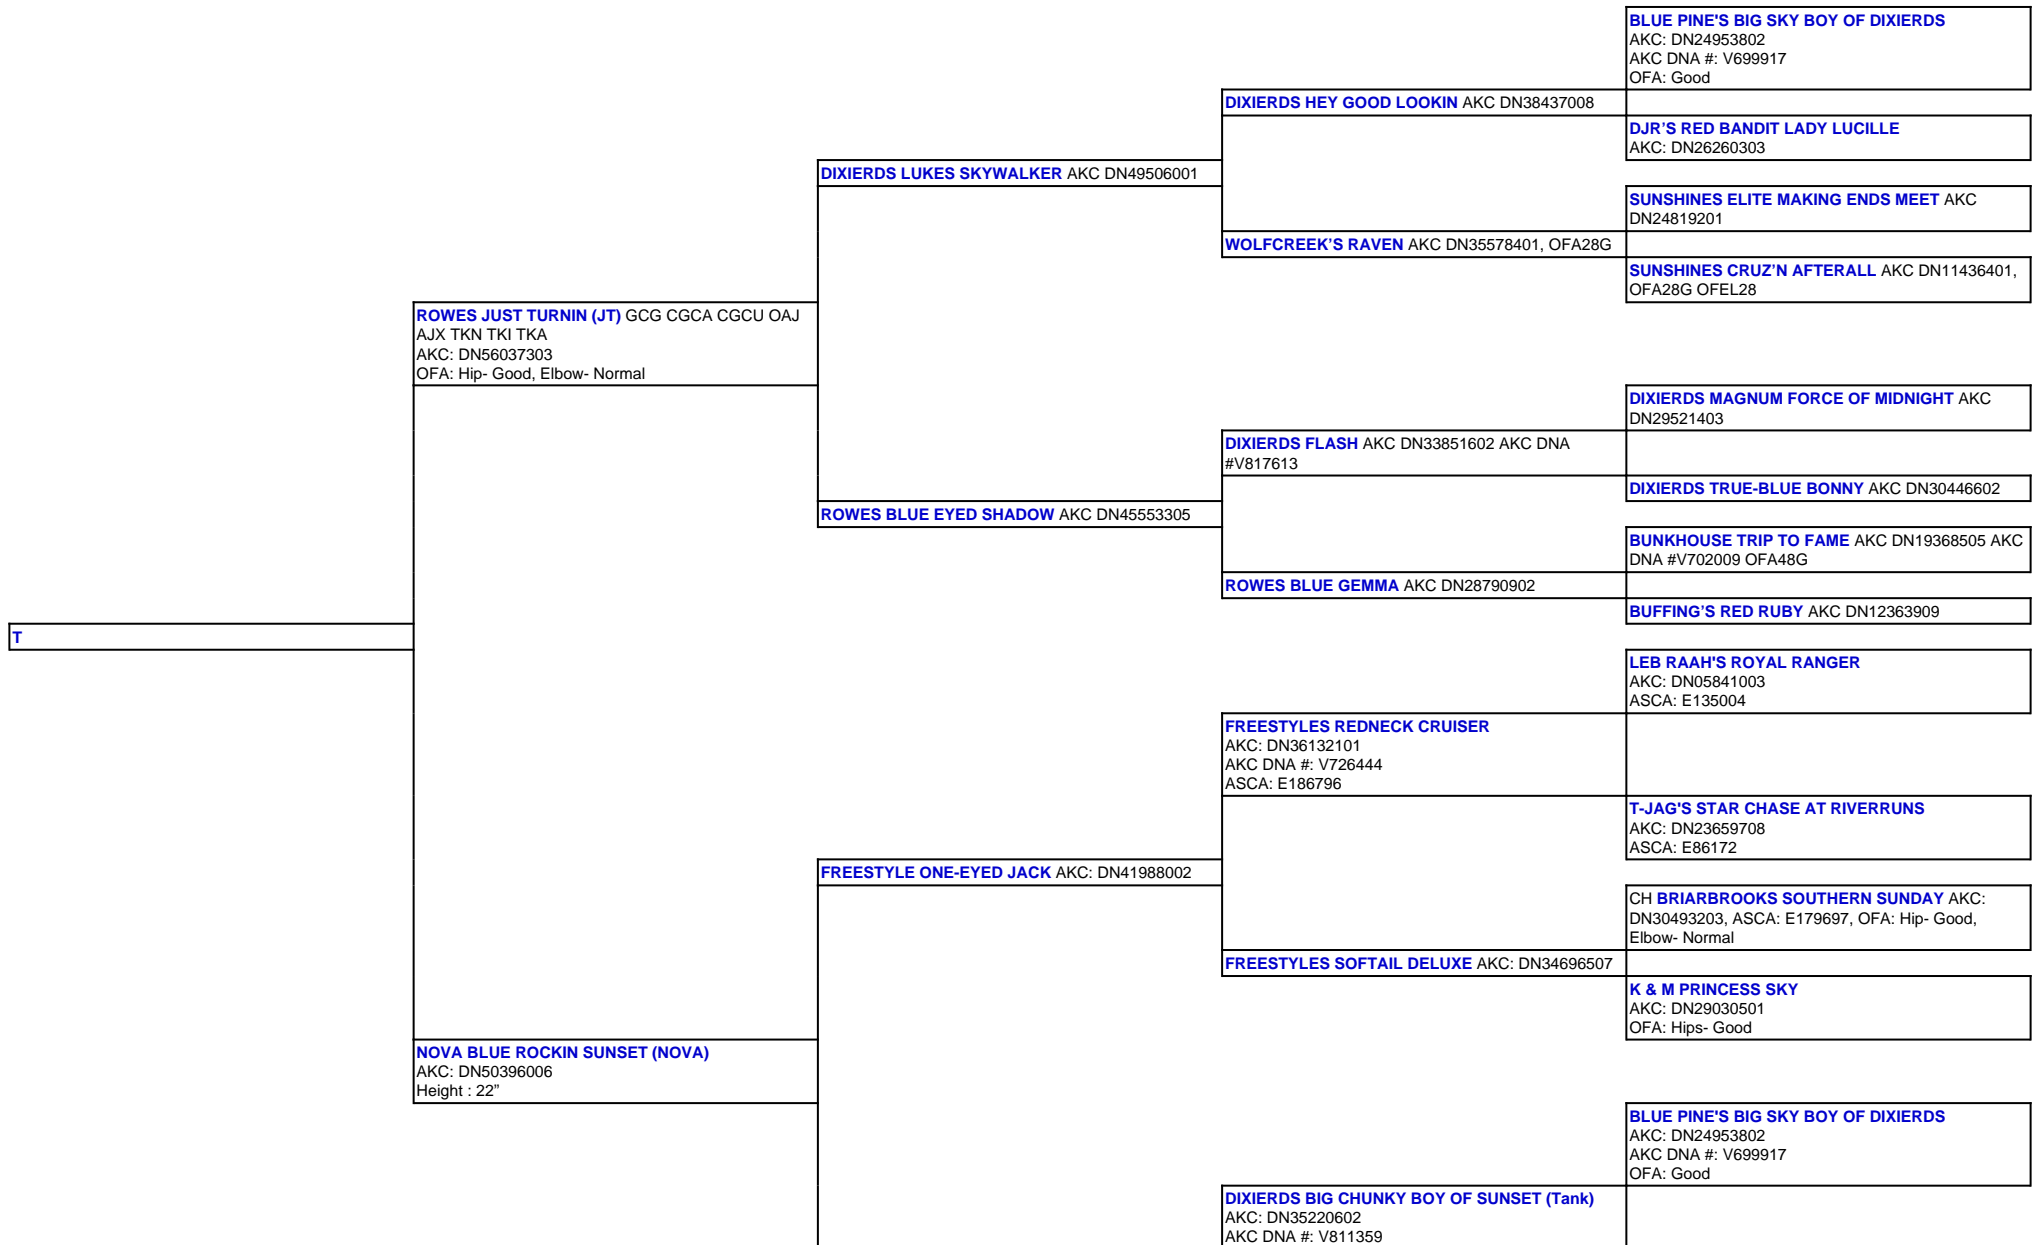 BLUE PINE'S BIG SKY BOY OF DIXIERDS
AKC: DN24953802
AKC DNA #: V699917
OFA: Good
DIXIERDS HEY GOOD LOOKIN AKC DN38437008
DJR’S RED BANDIT LADY LUCILLE
AKC: DN26260303
DIXIERDS LUKES SKYWALKER AKC DN49506001
SUNSHINES ELITE MAKING ENDS MEET AKC
DN24819201
WOLFCREEK’S RAVEN AKC DN35578401, OFA28G
SUNSHINES CRUZ’N AFTERALL AKC DN11436401,
OFA28G OFEL28
ROWES JUST TURNIN (JT) GCG CGCA CGCU OAJ
AJX TKN TKI TKA
AKC: DN56037303
OFA: Hip- Good, Elbow- Normal
DIXIERDS MAGNUM FORCE OF MIDNIGHT AKC
DN29521403
DIXIERDS FLASH AKC DN33851602 AKC DNA
#V817613
DIXIERDS TRUE-BLUE BONNY AKC DN30446602
ROWES BLUE EYED SHADOW AKC DN45553305
BUNKHOUSE TRIP TO FAME AKC DN19368505 AKC
DNA #V702009 OFA48G
ROWES BLUE GEMMA AKC DN28790902
BUFFING’S RED RUBY AKC DN12363909
T
LEB RAAH'S ROYAL RANGER
AKC: DN05841003
ASCA: E135004
FREESTYLES REDNECK CRUISER
AKC: DN36132101
AKC DNA #: V726444
ASCA: E186796
T-JAG'S STAR CHASE AT RIVERRUNS
AKC: DN23659708
ASCA: E86172
FREESTYLE ONE-EYED JACK AKC: DN41988002
CH BRIARBROOKS SOUTHERN SUNDAY AKC:
DN30493203, ASCA: E179697, OFA: Hip- Good,
Elbow- Normal
FREESTYLES SOFTAIL DELUXE AKC: DN34696507
K & M PRINCESS SKY
AKC: DN29030501
OFA: Hips- Good
NOVA BLUE ROCKIN SUNSET (NOVA)
AKC: DN50396006
Height : 22”
BLUE PINE'S BIG SKY BOY OF DIXIERDS
AKC: DN24953802
AKC DNA #: V699917
OFA: Good
DIXIERDS BIG CHUNKY BOY OF SUNSET (Tank)
AKC: DN35220602
AKC DNA #: V811359